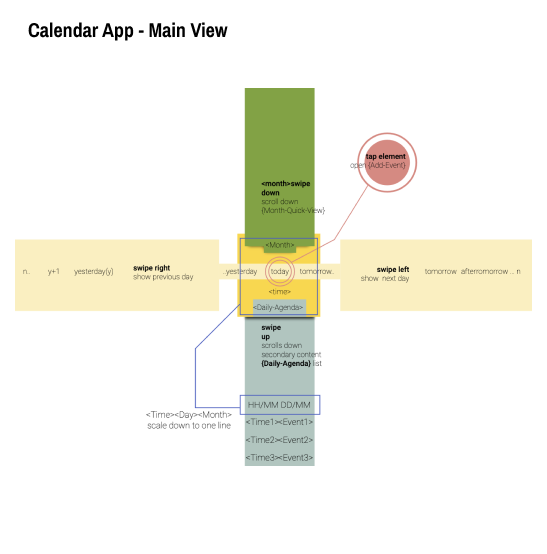 Calendar App - Main View
tap element
open {Add-Event}
<month>swipe
down
scroll down
{Month-Quick-View}
<Month>
n..
y+1
yesterday{y}
swipe right
show previous day
..yesterday
today
tomorrow..
swipe left
show next day
tomorrow
afterromorrow .. n
<time>
<Daily-Agenda>
swipe
up
scrolls down
secondary content
{Daily-Agenda} list
HH/MM DD/MM
<Time><Day><Month>
scale down to one line
<Time1><Event1>
<Time2><Event2>
<Time3><Event3>